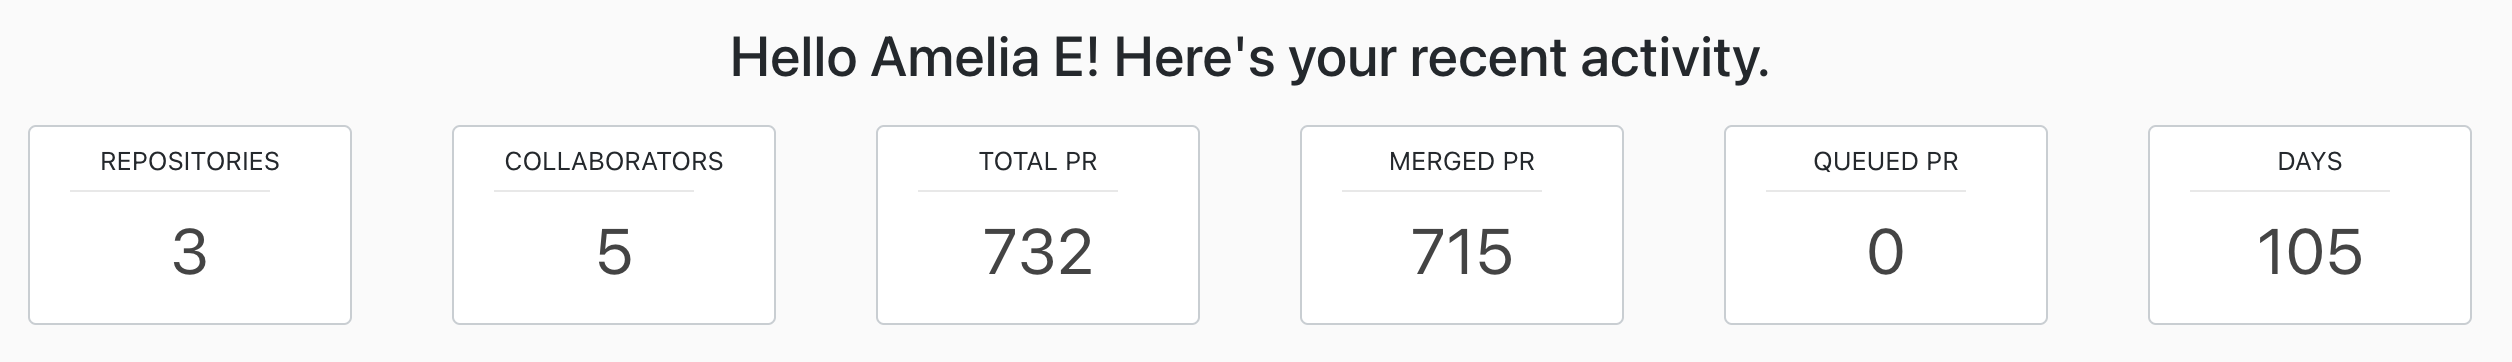 Hello Amelia E! Here's your recent activity.
REPOSITORIES
3
COLLABORATORS
5
TOTAL PR
732
MERGED PR
715
QUEUED PR
0
DAYS
105